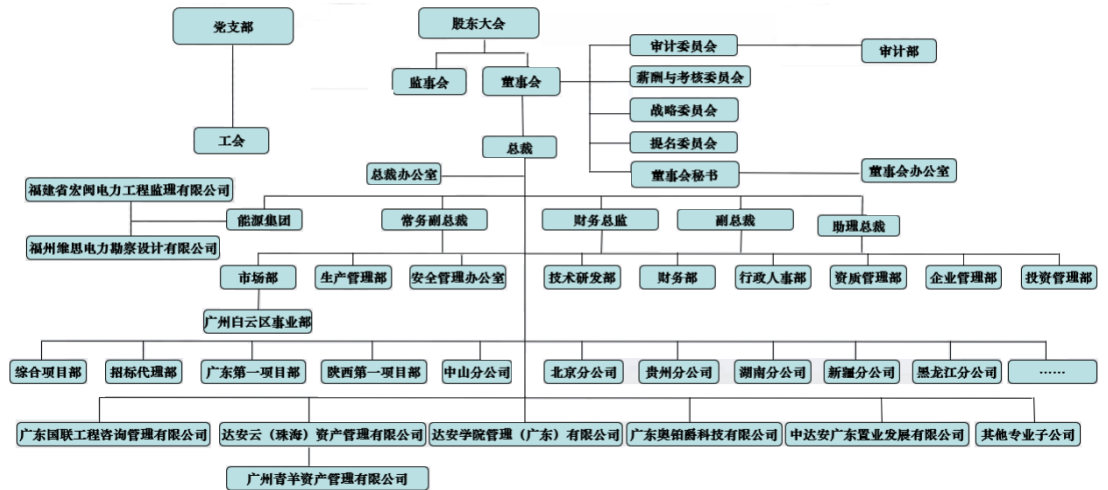 党支部
股东大会
审计委员会
审计部
监事会
董事会
薪酬与考核委员会
战略委员会
工会
总裁
提名委员会
总裁办公室
董事会秘书
董事会办公室
福建省宏闽电力工程监理有限公司
能源集团
常务副总裁
财务总监
副总裁
助理总裁
福州维思电力勘察设计有限公司
市场部
生产管理部
安全管理办公室
技术研发部
财务部
行政人事部
资质管理部
企业管理部
投资管理部
广州白云区事业部
综合项目部
招标代理部
广东第一项目部
陕西第一项目部
中山分公司
北京分公司
贵州分公司
湖南分公司
新疆分公司
黑龙江分公司
……
广东国联工程咨询管理有限公司
达安云（珠海）资产管理有限公司
达安学院管理（广东）有限公司
广东奥铂爵科技有限公司
中达安广东置业发展有限公司
其他专业子公司
广州青羊资产管理有限公司